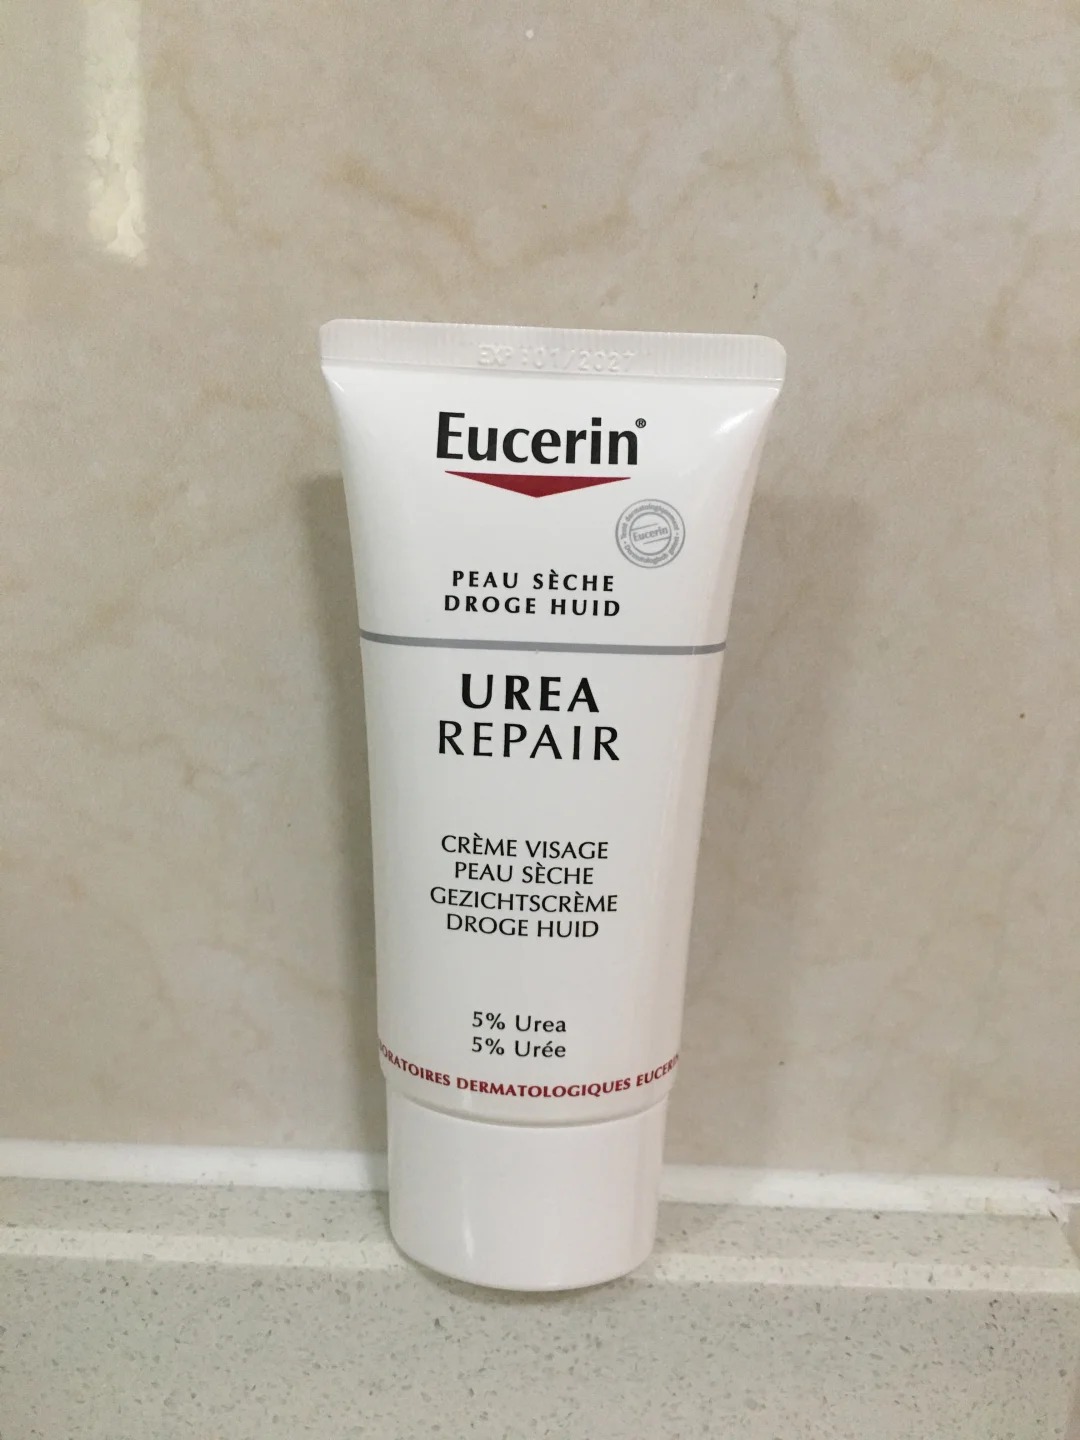 EXP :01/2027
Eucerin®
Eucerin
PEAU SÈCHE
DROGE HUID
UREA
REPAIR
CRÈME VISAGE
PEAU SÈCHE
GEZICHTSCRÈME
DROGE HUID
5% Urea
5% Urée
DERMATOLOGIQUES